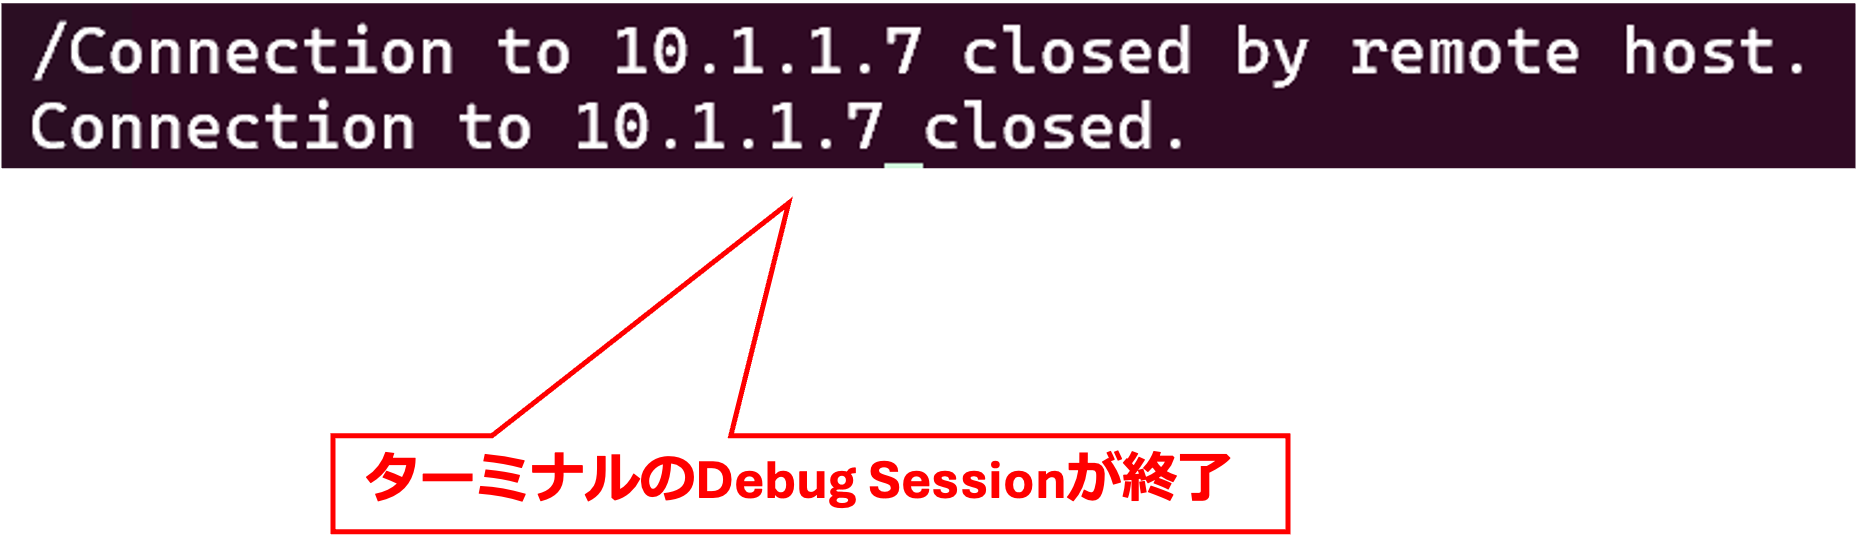 /Connection to 10.1.1.7 closed by remote host.
Connection to 10.1.1.7 closed.
ターミナルのDebug Sessionが終了